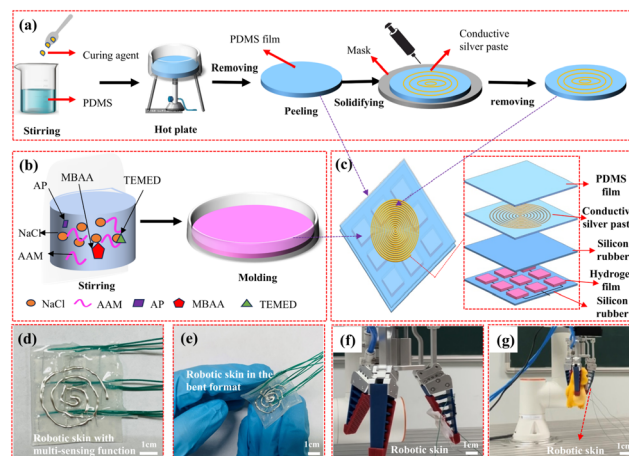 (a)
Curing agent
PDMS
Stirring
Hot plate
Removing
PDMS film
Peeling
Solidifying
Mask
Conductive
silver paste
removing
(b)
MBAA
AP
TEMED
NaCl
AAM
Stirring
Molding
NaCl
AAM
AP
MBAA
TEMED
(c)
PDMS
film
Conductive
silver past
Silicon
rubber
Hydroge
film
Silicon
rubber
(d)
Robotic skin with
multi-sensing function
1cm
(e)
Robotic skin in the
bent format
1cm
(f)
Robotic skin
1cm
(g)
Robotic skin
1cm